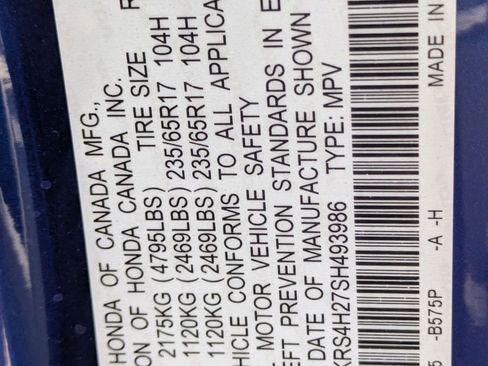 HONDA OF CANADA MFG.,
ON OF HONDA CANADA INC.
TIRE SIZE R
2175KG (4795LBS)
1120KG (2469LBS) 235/65R17 104H
1120KG (2469LBS) 235/65R17 104H
HICLE CONFORMS TO ALL APPLICA
MOTOR VEHICLE SAFETY
EFT PREVENTION STANDARDS IN E
DATE OF MANUFACTURE SHOWN
KRS4H27SH493986 TYPE: MPV
5 -B575P -A -H MADE IN